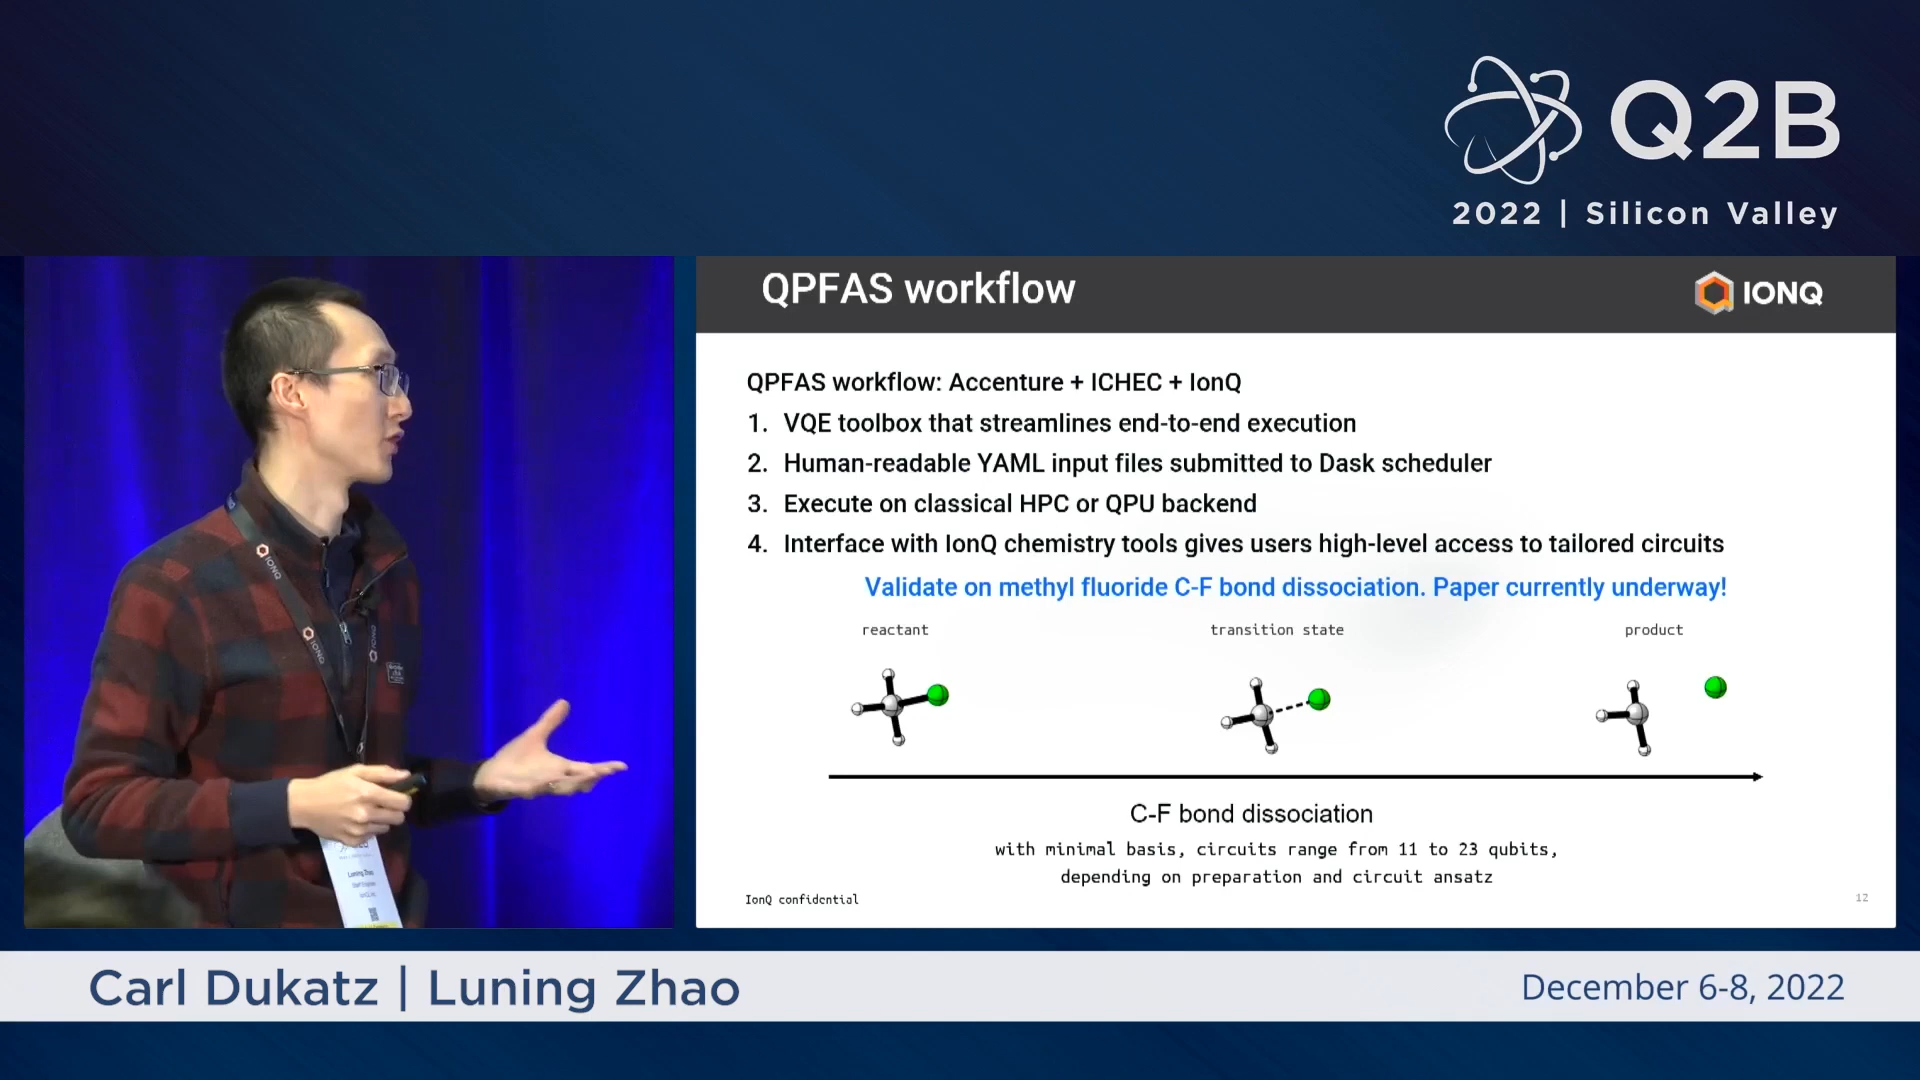 Q2B
2022 | Silicon Valley
QPFAS workflow
IONQ
QPFAS workflow: Accenture + ICHEC + IonQ
1. VQE toolbox that streamlines end-to-end execution
2. Human-readable YAML input files submitted to Dask scheduler
3. Execute on classical HPC or QPU backend
4. Interface with IonQ chemistry tools gives users high-level access to tailored circuits
Validate on methyl fluoride C-F bond dissociation. Paper currently underway!
reactant
transition state
product
C-F bond dissociation
with minimal basis, circuits range from 11 to 23 qubits,
depending on preparation and circuit ansatz
IonQ confidential
12
IONQ
IONQ
IONQ
Luning Zhao
Carl Dukatz | Luning Zhao
December 6-8, 2022